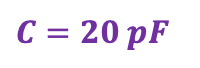 C = 20 pF